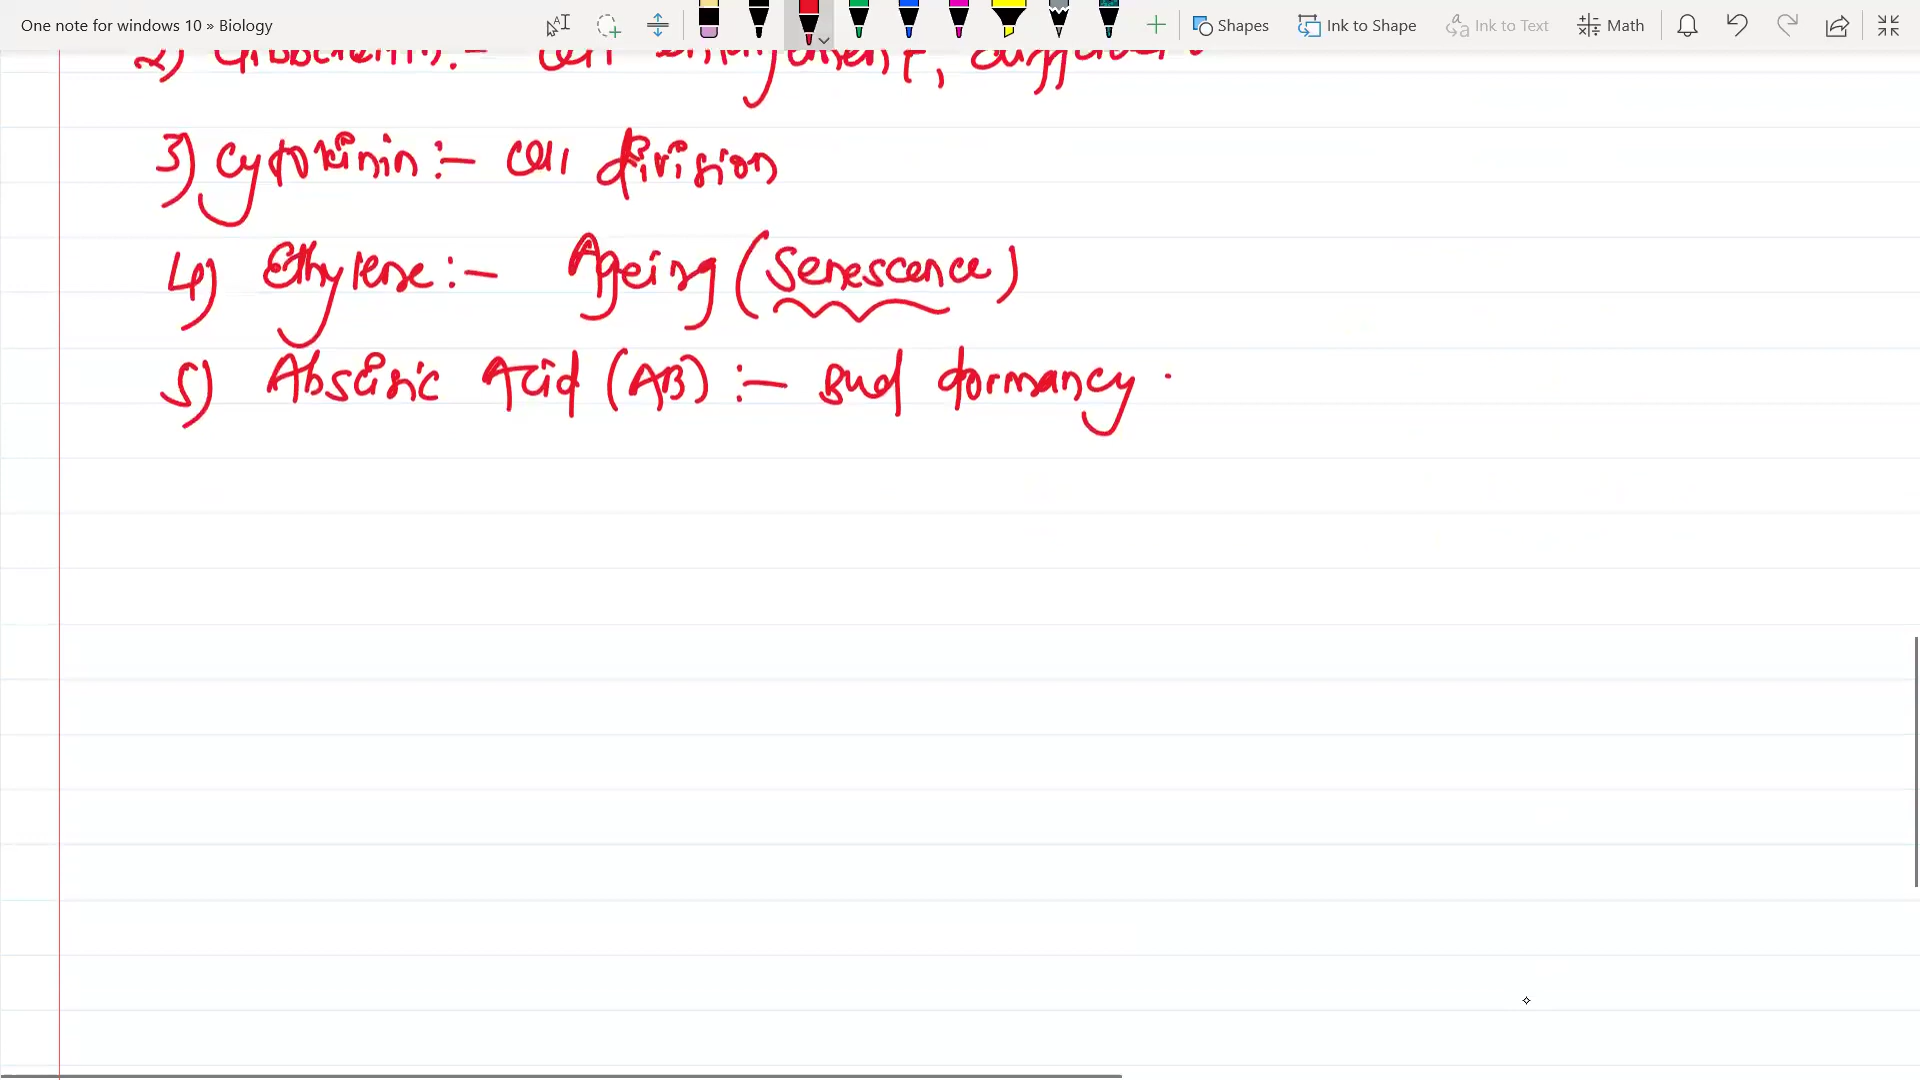 One note for windows 10 » Biology
Shapes Ink to Shape Ink to Text Math
3) Cytokinin :- Cell division
4) Ethylene :- Ageing (Senescence)
5) Abscisic Acid (AB) :- Bud dormancy .